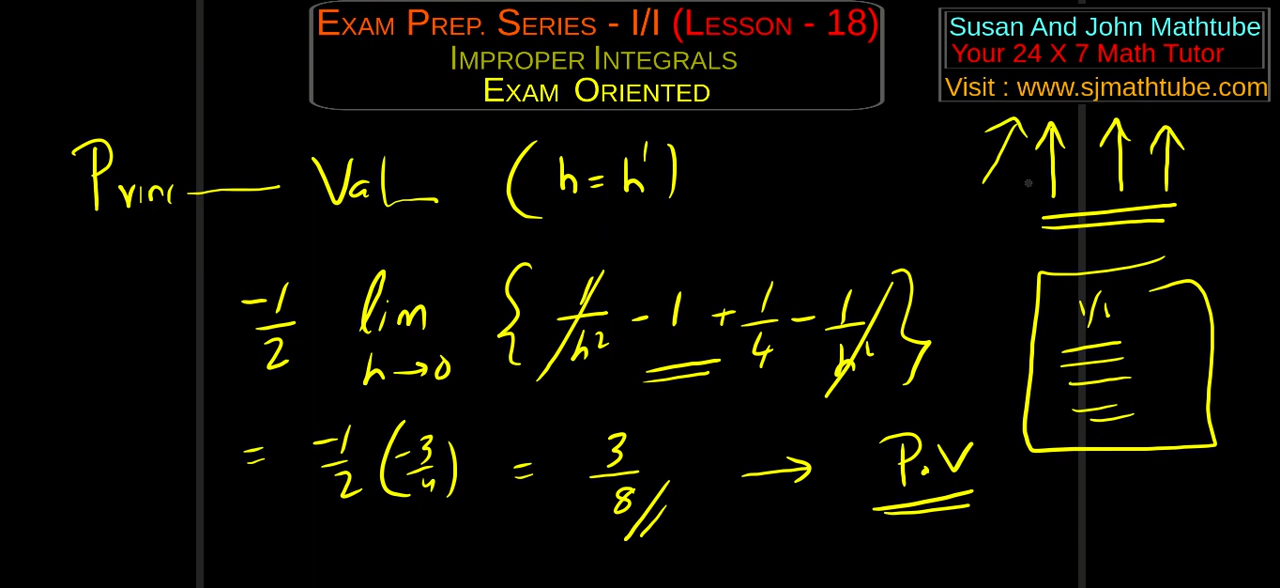 EXAM PREP. SERIES - I/I (LESSON - 18)
IMPROPER INTEGRALS
EXAM ORIENTED
Susan And John Mathtube
Your 24 X 7 Math Tutor
Visit : www.sjmathtube.com
Princ Val (h = h')
-1/2 lim h→0 { 1/h² - 1 + 1/4 - 1/h² }
= -1/2 (-3/4) = 3/8 → P.V
I/I